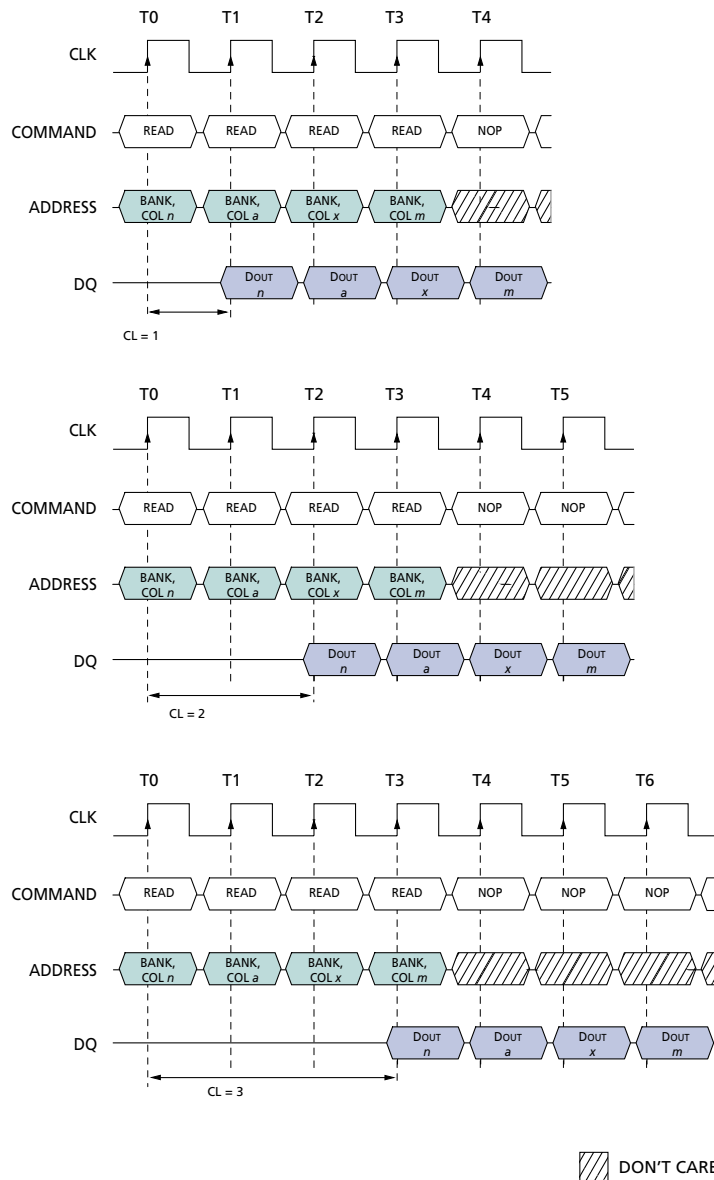 T0 T1 T2 T3 T4
CLK
COMMAND READ READ READ READ NOP
ADDRESS BANK, COL n BANK, COL a BANK, COL x BANK, COL m
DQ DOUT n DOUT a DOUT x DOUT m
CL = 1
T0 T1 T2 T3 T4 T5
CLK
COMMAND READ READ READ READ NOP NOP
ADDRESS BANK, COL n BANK, COL a BANK, COL x BANK, COL m
DQ DOUT n DOUT a DOUT x DOUT m
CL = 2
T0 T1 T2 T3 T4 T5 T6
CLK
COMMAND READ READ READ READ NOP NOP NOP
ADDRESS BANK, COL n BANK, COL a BANK, COL x BANK, COL m
DQ DOUT n DOUT a DOUT x DOUT m
CL = 3
DON'T CARE